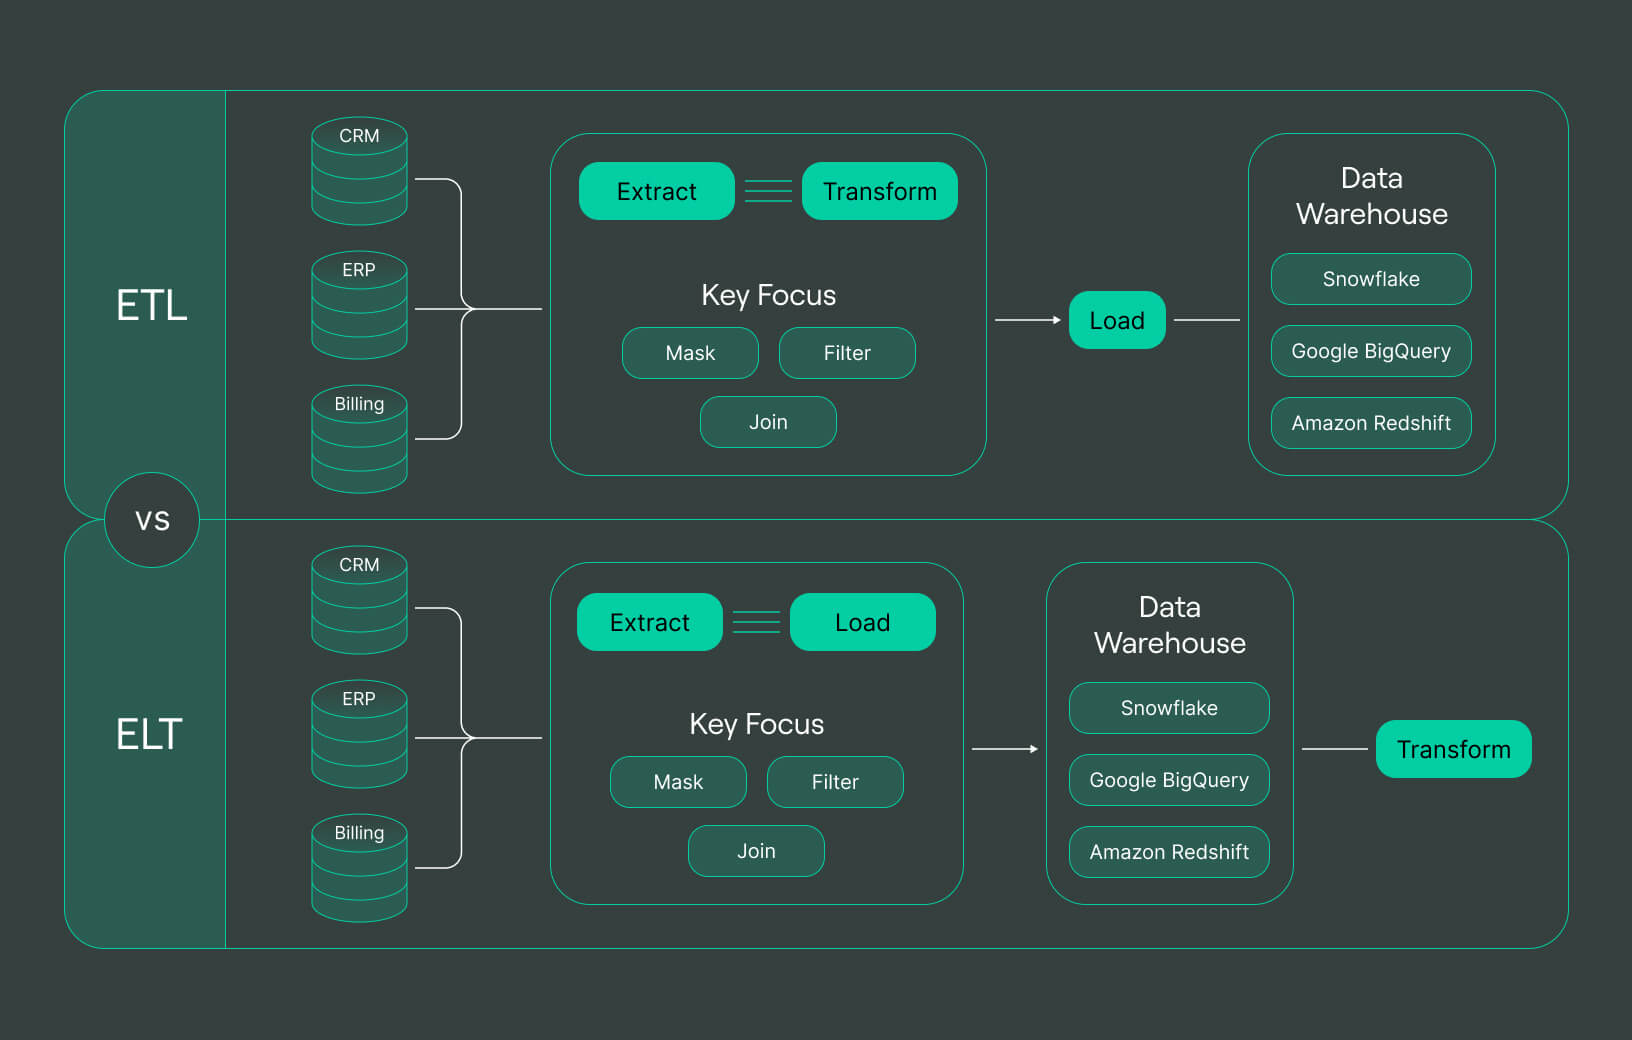 ETL
CRM
ERP
Billing
Extract
Transform
Key Focus
Mask
Filter
Join
Load
Data
Warehouse
Snowflake
Google BigQuery
Amazon Redshift
vs
ELT
CRM
ERP
Billing
Extract
Load
Key Focus
Mask
Filter
Join
Data
Warehouse
Snowflake
Google BigQuery
Amazon Redshift
Transform